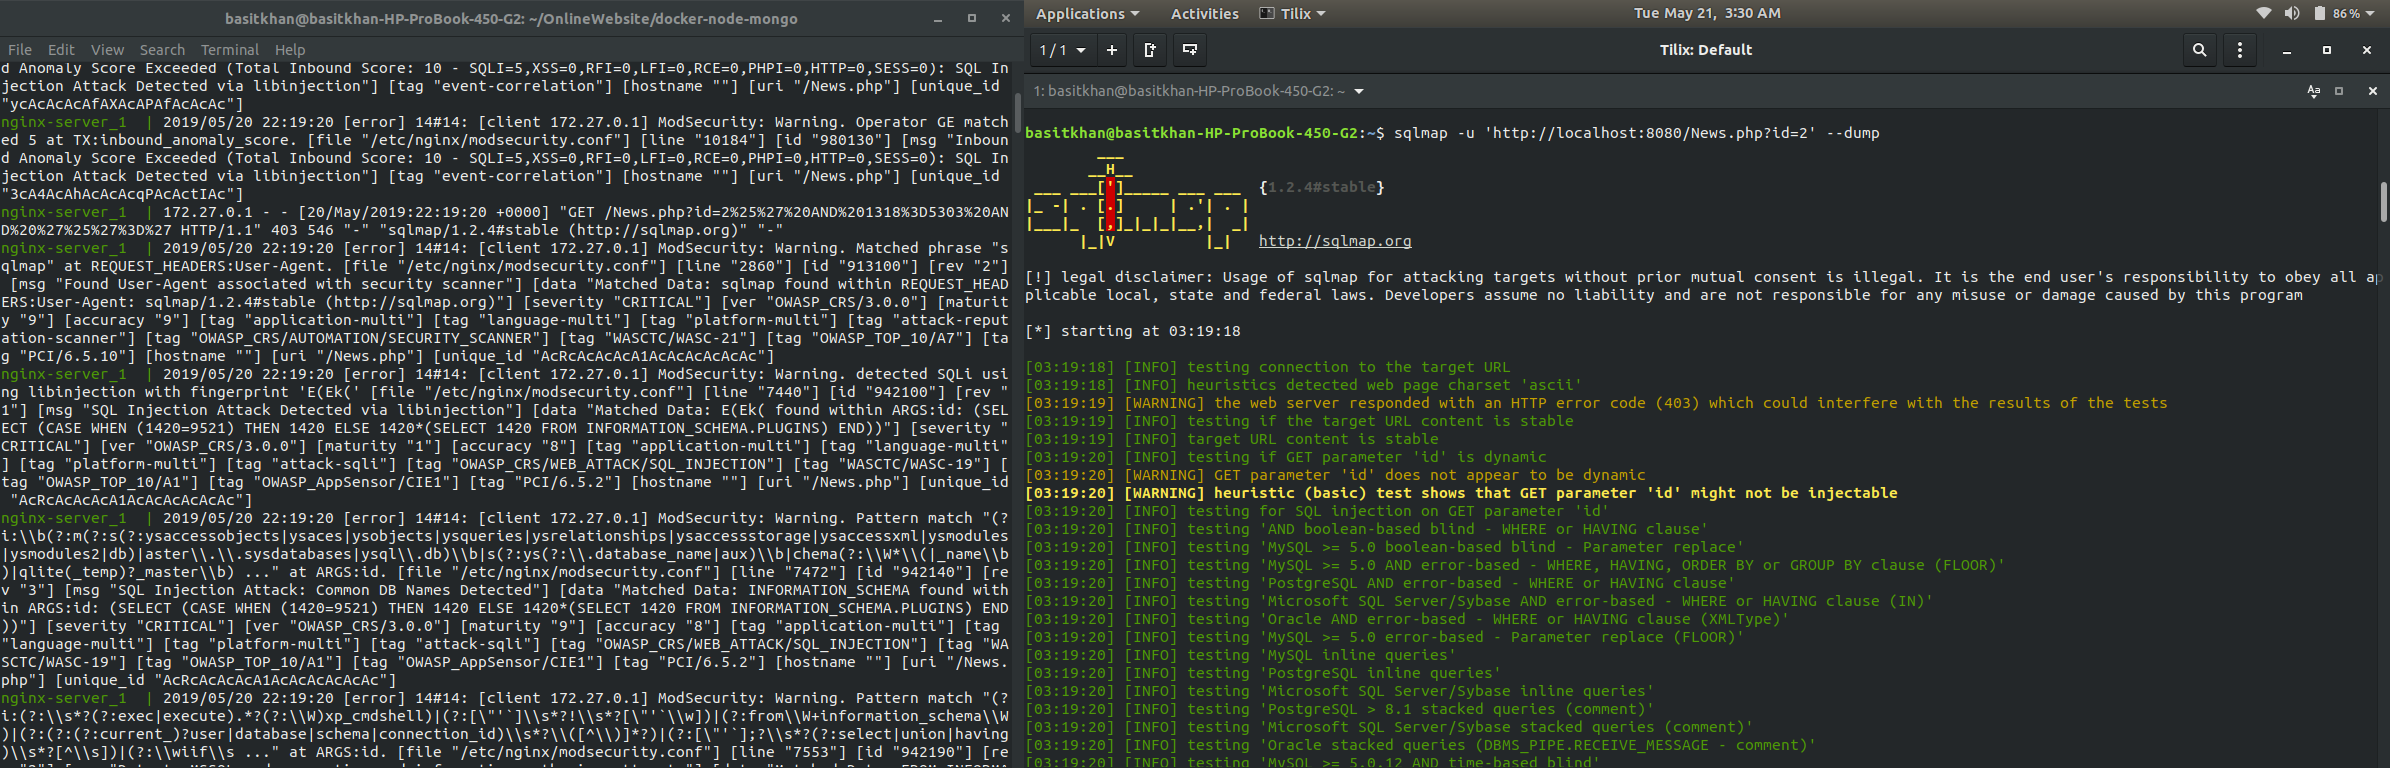 basitkhan@basitkhan-HP-ProBook-450-G2: ~/OnlineWebsite/docker-node-mongo
File Edit View Search Terminal Help
d Anomaly Score Exceeded (Total Inbound Score: 10 - SQLI=5,XSS=0,RFI=0,LFI=0,RCE=0,PHPI=0,HTTP=0,SESS=0): SQL In
jection Attack Detected via libinjection"] [tag "event-correlation"] [hostname ""] [uri "/News.php"] [unique_id
"ycAcAcAcAfAXAcAPAfAcAcAc"]
nginx-server_1 | 2019/05/20 22:19:20 [error] 14#14: [client 172.27.0.1] ModSecurity: Warning. Operator GE match
ed 5 at TX:inbound_anomaly_score. [file "/etc/nginx/modsecurity.conf"] [line "10184"] [id "980130"] [msg "Inboun
d Anomaly Score Exceeded (Total Inbound Score: 10 - SQLI=5,XSS=0,RFI=0,LFI=0,RCE=0,PHPI=0,HTTP=0,SESS=0): SQL In
jection Attack Detected via libinjection"] [tag "event-correlation"] [hostname ""] [uri "/News.php"] [unique_id
"3cA4AcAhAcAcAcqPAcActIAc"]
nginx-server_1 | 172.27.0.1 - - [20/May/2019:22:19:20 +0000] "GET /News.php?id=2%25%27%20AND%201318%3D5303%20AN
D%20%27%25%27%3D%27 HTTP/1.1" 403 546 "-" "sqlmap/1.2.4#stable (http://sqlmap.org)" "-"
nginx-server_1 | 2019/05/20 22:19:20 [error] 14#14: [client 172.27.0.1] ModSecurity: Warning. Matched phrase "s
qlmap" at REQUEST_HEADERS:User-Agent. [file "/etc/nginx/modsecurity.conf"] [line "2860"] [id "913100"] [rev "2"]
[msg "Found User-Agent associated with security scanner"] [data "Matched Data: sqlmap found within REQUEST_HEAD
ERS:User-Agent: sqlmap/1.2.4#stable (http://sqlmap.org)"] [severity "CRITICAL"] [ver "OWASP_CRS/3.0.0"] [maturit
y "9"] [accuracy "9"] [tag "application-multi"] [tag "language-multi"] [tag "platform-multi"] [tag "attack-reput
ation-scanner"] [tag "OWASP_CRS/AUTOMATION/SECURITY_SCANNER"] [tag "WASCTC/WASC-21"] [tag "OWASP_TOP_10/A7"] [ta
g "PCI/6.5.10"] [hostname ""] [uri "/News.php"] [unique_id "AcRcAcAcAcA1AcAcAcAcAcAc"]
nginx-server_1 | 2019/05/20 22:19:20 [error] 14#14: [client 172.27.0.1] ModSecurity: Warning. detected SQLi usi
ng libinjection with fingerprint 'E(Ek(' [file "/etc/nginx/modsecurity.conf"] [line "7440"] [id "942100"] [rev "
1"] [msg "SQL Injection Attack Detected via libinjection"] [data "Matched Data: E(Ek( found within ARGS:id: (SEL
ECT (CASE WHEN (1420=9521) THEN 1420 ELSE 1420*(SELECT 1420 FROM INFORMATION_SCHEMA.PLUGINS) END))"] [severity "
CRITICAL"] [ver "OWASP_CRS/3.0.0"] [maturity "1"] [accuracy "8"] [tag "application-multi"] [tag "language-multi"
] [tag "platform-multi"] [tag "attack-sqli"] [tag "OWASP_CRS/WEB_ATTACK/SQL_INJECTION"] [tag "WASCTC/WASC-19"] [
tag "OWASP_TOP_10/A1"] [tag "OWASP_AppSensor/CIE1"] [tag "PCI/6.5.2"] [hostname ""] [uri "/News.php"] [unique_id
"AcRcAcAcAcA1AcAcAcAcAcAc"]
nginx-server_1 | 2019/05/20 22:19:20 [error] 14#14: [client 172.27.0.1] ModSecurity: Warning. Pattern match "(?
i:\\b(?:m(?:s(?:ysaccessobjects|ysaces|ysobjects|ysqueries|ysrelationships|ysaccessstorage|ysaccessxml|ysmodules
|ysmodules2|db)|aster\\.\\.sysdatabases|ysql\\.db)\\b|s(?:ys(?:\\.database_name|aux)\\b|chema(?:\\W*\\(|_name\\b
)|qlite(_temp)?_master\\b) ..." at ARGS:id. [file "/etc/nginx/modsecurity.conf"] [line "7472"] [id "942140"] [re
v "3"] [msg "SQL Injection Attack: Common DB Names Detected"] [data "Matched Data: INFORMATION_SCHEMA found with
in ARGS:id: (SELECT (CASE WHEN (1420=9521) THEN 1420 ELSE 1420*(SELECT 1420 FROM INFORMATION_SCHEMA.PLUGINS) END
))"] [severity "CRITICAL"] [ver "OWASP_CRS/3.0.0"] [maturity "9"] [accuracy "8"] [tag "application-multi"] [tag
"language-multi"] [tag "platform-multi"] [tag "attack-sqli"] [tag "OWASP_CRS/WEB_ATTACK/SQL_INJECTION"] [tag "WA
SCTC/WASC-19"] [tag "OWASP_TOP_10/A1"] [tag "OWASP_AppSensor/CIE1"] [tag "PCI/6.5.2"] [hostname ""] [uri "/News.
php"] [unique_id "AcRcAcAcAcA1AcAcAcAcAcAc"]
nginx-server_1 | 2019/05/20 22:19:20 [error] 14#14: [client 172.27.0.1] ModSecurity: Warning. Pattern match "(?
i:(?:\\s*?(?:exec|execute).*?(?:\\W)xp_cmdshell)|(?:[\"'`]\\s*?!\\s*?[\"'`\\w])|(?:from\\W+information_schema\\W
)|(?:(?:(?:current_)?user|database|schema|connection_id)\\s*?\\([^\\)]*?)|(?:[\"'`];?\\s*?(?:select|union|having
)\\s*?[^\\s])|(?:\\wiif\\s ..." at ARGS:id. [file "/etc/nginx/modsecurity.conf"] [line "7553"] [id "942190"] [re
Applications Activities Tilix Tue May 21, 3:30 AM 86%
1 / 1 Tilix: Default
1: basitkhan@basitkhan-HP-ProBook-450-G2: ~
basitkhan@basitkhan-HP-ProBook-450-G2:~$ sqlmap -u 'http://localhost:8080/News.php?id=2' --dump
{1.2.4#stable}
http://sqlmap.org
[!] legal disclaimer: Usage of sqlmap for attacking targets without prior mutual consent is illegal. It is the end user's responsibility to obey all ap
plicable local, state and federal laws. Developers assume no liability and are not responsible for any misuse or damage caused by this program
[*] starting at 03:19:18
[03:19:18] [INFO] testing connection to the target URL
[03:19:18] [INFO] heuristics detected web page charset 'ascii'
[03:19:19] [WARNING] the web server responded with an HTTP error code (403) which could interfere with the results of the tests
[03:19:19] [INFO] testing if the target URL content is stable
[03:19:19] [INFO] target URL content is stable
[03:19:20] [INFO] testing if GET parameter 'id' is dynamic
[03:19:20] [WARNING] GET parameter 'id' does not appear to be dynamic
[03:19:20] [WARNING] heuristic (basic) test shows that GET parameter 'id' might not be injectable
[03:19:20] [INFO] testing for SQL injection on GET parameter 'id'
[03:19:20] [INFO] testing 'AND boolean-based blind - WHERE or HAVING clause'
[03:19:20] [INFO] testing 'MySQL >= 5.0 boolean-based blind - Parameter replace'
[03:19:20] [INFO] testing 'MySQL >= 5.0 AND error-based - WHERE, HAVING, ORDER BY or GROUP BY clause (FLOOR)'
[03:19:20] [INFO] testing 'PostgreSQL AND error-based - WHERE or HAVING clause'
[03:19:20] [INFO] testing 'Microsoft SQL Server/Sybase AND error-based - WHERE or HAVING clause (IN)'
[03:19:20] [INFO] testing 'Oracle AND error-based - WHERE or HAVING clause (XMLType)'
[03:19:20] [INFO] testing 'MySQL >= 5.0 error-based - Parameter replace (FLOOR)'
[03:19:20] [INFO] testing 'MySQL inline queries'
[03:19:20] [INFO] testing 'PostgreSQL inline queries'
[03:19:20] [INFO] testing 'Microsoft SQL Server/Sybase inline queries'
[03:19:20] [INFO] testing 'PostgreSQL > 8.1 stacked queries (comment)'
[03:19:20] [INFO] testing 'Microsoft SQL Server/Sybase stacked queries (comment)'
[03:19:20] [INFO] testing 'Oracle stacked queries (DBMS_PIPE.RECEIVE_MESSAGE - comment)'
[03:19:20] [INFO] testing 'MySQL >= 5.0.12 AND time-based blind'